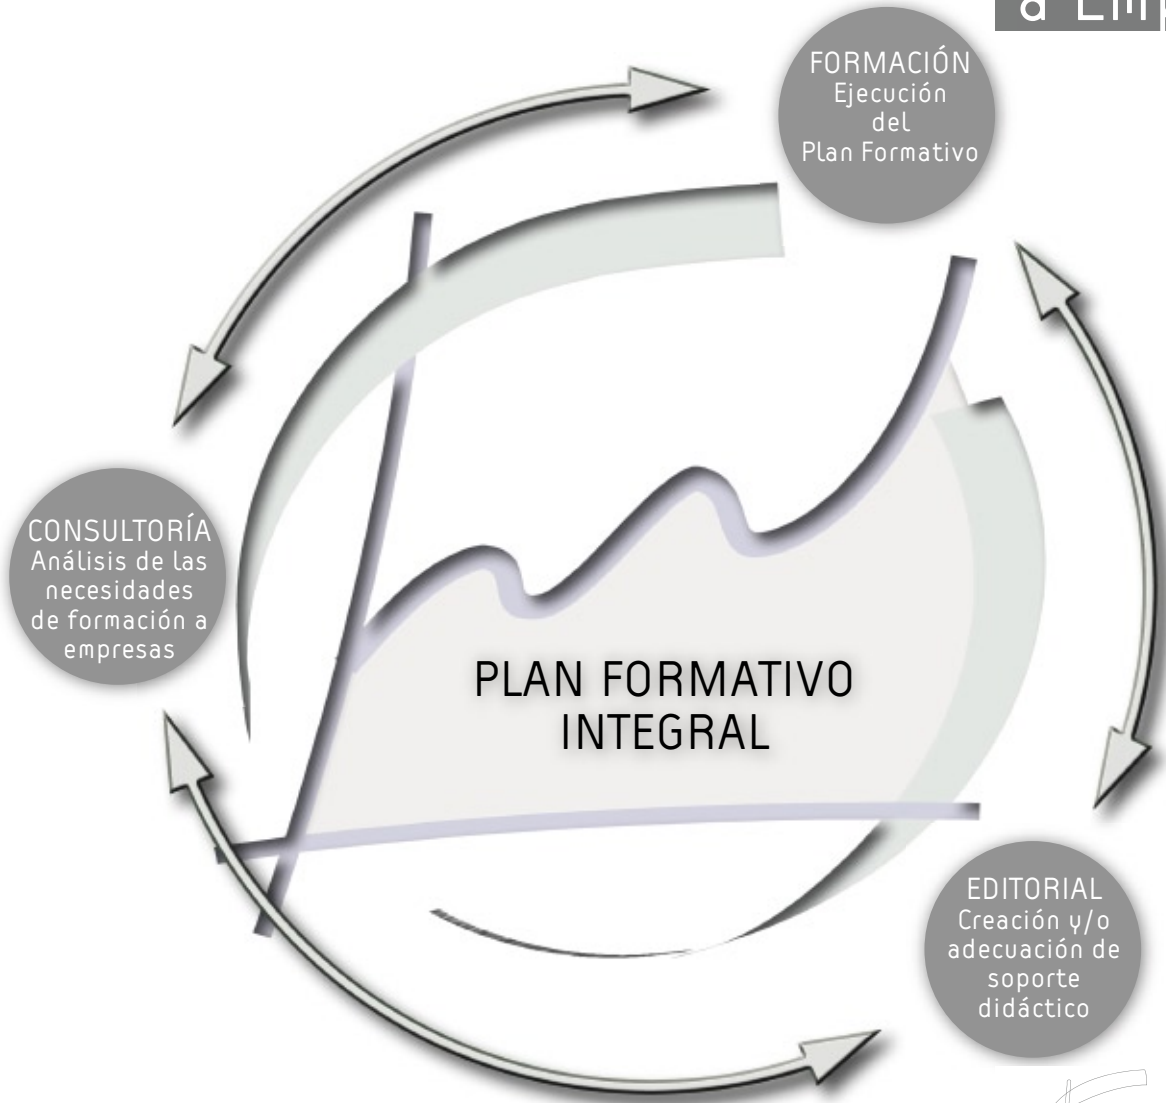 FORMACIÓN
Ejecución
del
Plan Formativo
CONSULTORÍA
Análisis de las
necesidades
de formación a
empresas
PLAN FORMATIVO
INTEGRAL
EDITORIAL
Creación y/o
adecuación de
soporte
didáctico